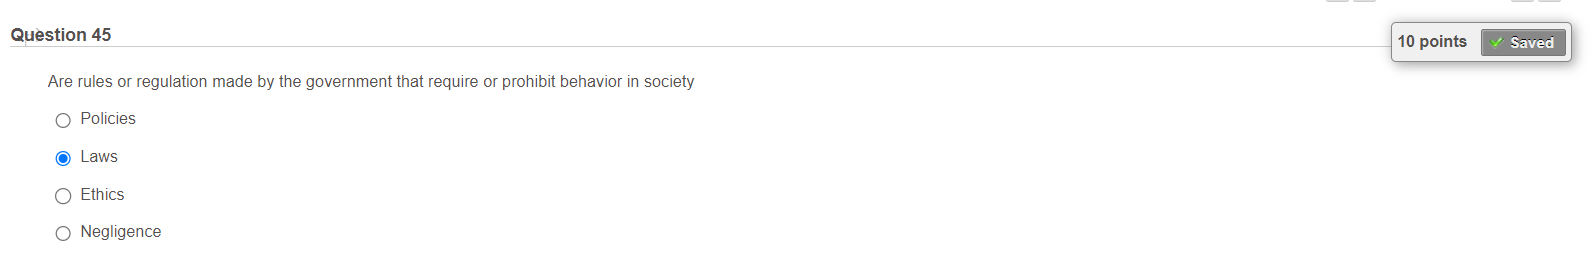 Question 45
10 points
Saved
Are rules or regulation made by the government that require or prohibit behavior in society
Policies
Laws
Ethics
Negligence